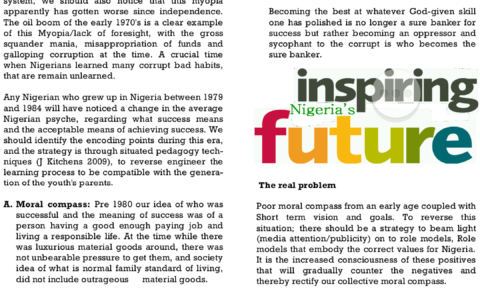 system, we should also notice that this myopia
apparently has gotten worse since independence.
The oil boom of the early 1970's is a clear example
of this Myopia/lack of foresight, with the gross
squander mania, misappropriation of funds and
galloping corruption at the time. A crucial time
when Nigerians learned many corrupt bad habits,
that are remain unlearned.
Any Nigerian who grew up in Nigeria between 1979
and 1984 will have noticed a change in the average
Nigerian psyche, regarding what success means
and the acceptable means of achieving success. We
should identify the encoding points during this era,
and the strategy is through situated pedagogy tech-
niques (J Kitchens 2009), to reverse engineer the
learning process to be compatible with the genera-
tion of the youth's parents.
A. Moral compass: Pre 1980 our idea of who was
successful and the meaning of success was of a
person having a good enough paying job and
living a responsible life. At the time while there
was luxurious material goods around, there was
not unbearable pressure to get them, and society
idea of what is normal family standard of living,
did not include outrageous material goods.
Becoming the best at whatever God-given skill
one has polished is no longer a sure banker for
success but rather becoming an oppressor and
sycophant to the corrupt is who becomes the
sure banker.
inspiring
Nigeria's
future
The real problem
Poor moral compass from an early age coupled with
Short term vision and goals. To reverse this
situation; there should be a strategy to beam light
(media attention/publicity) on to role models, Role
models that embody the correct values for Nigeria.
It is the increased consciousness of these positives
that will gradually counter the negatives and
thereby rectify our collective moral compass.